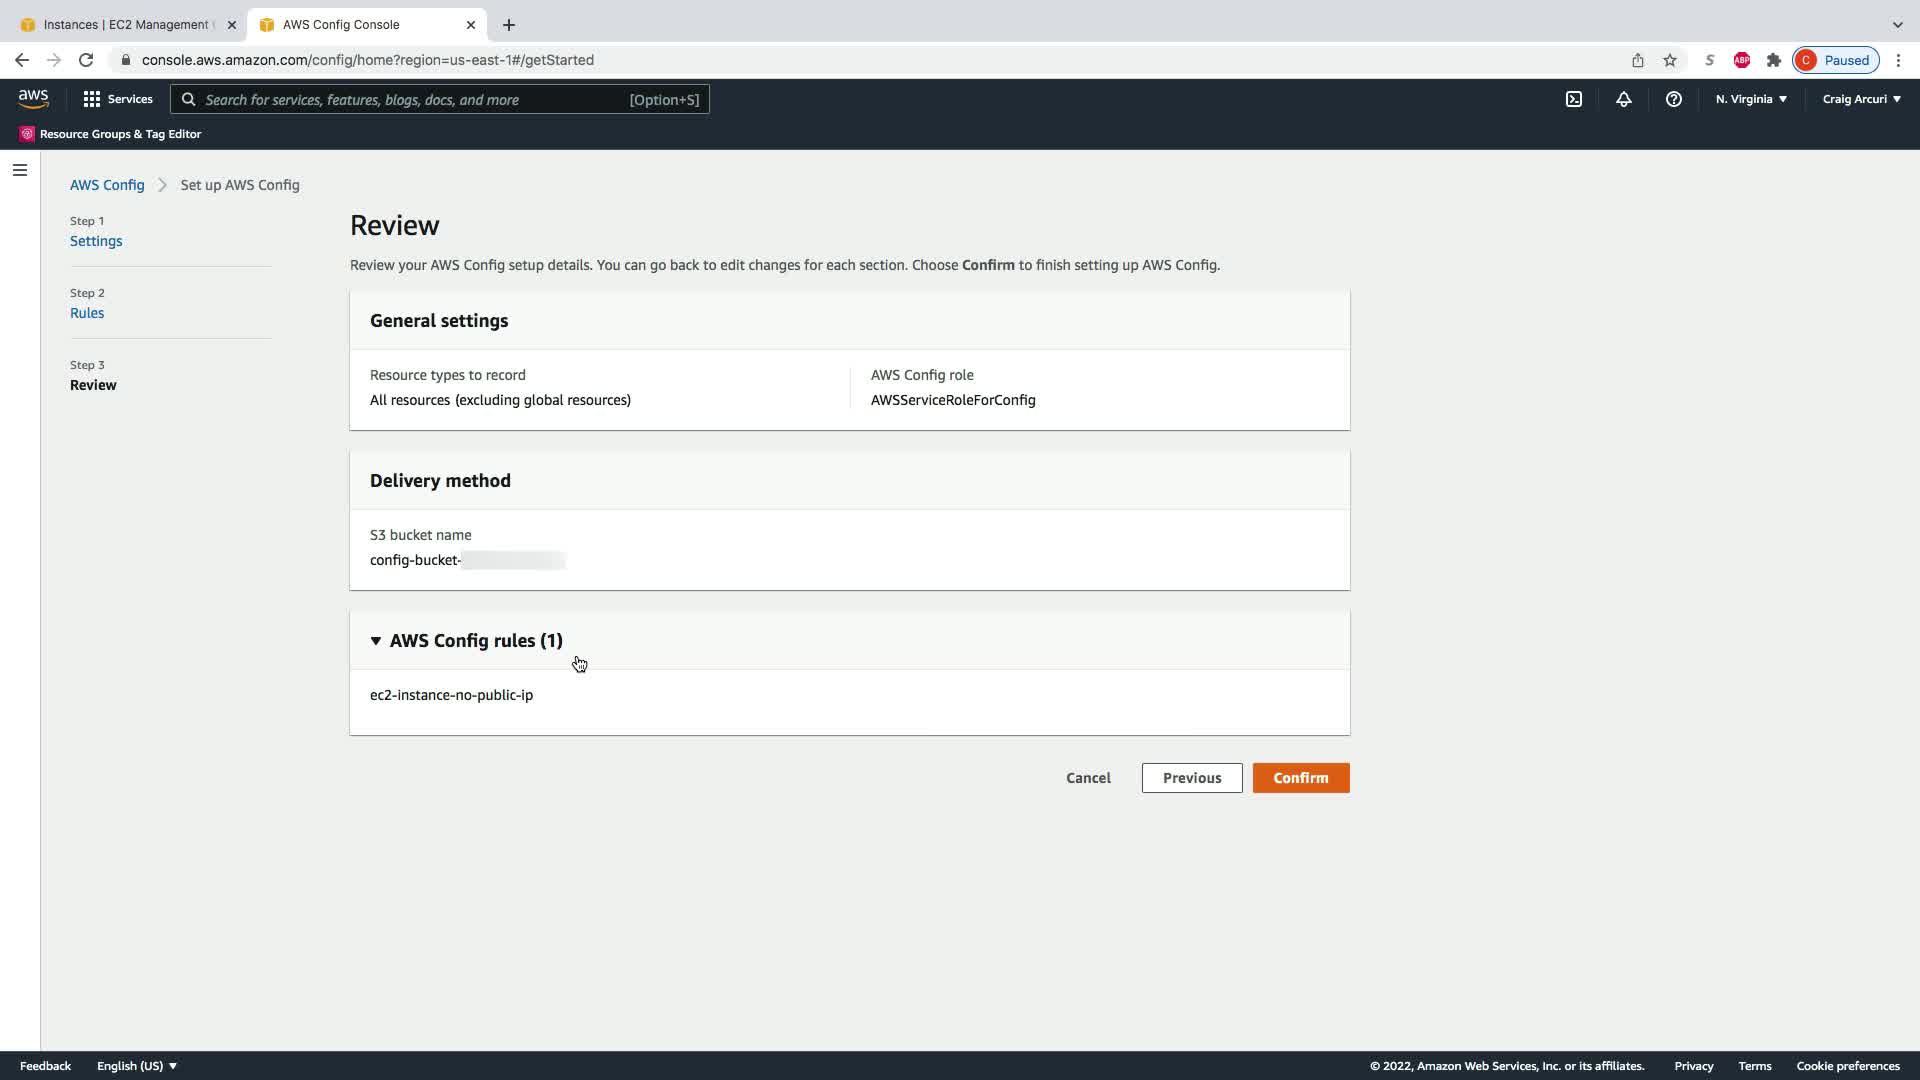 Instances | EC2 Management
AWS Config Console
console.aws.amazon.com/config/home?region=us-east-1#/getStarted
S
ABP
C
Paused
aws
Services
Search for services, features, blogs, docs, and more
[Option+S]
N. Virginia
Craig Arcuri
Resource Groups & Tag Editor
AWS Config
Set up AWS Config
Step 1
Settings
Step 2
Rules
Step 3
Review
Review
Review your AWS Config setup details. You can go back to edit changes for each section. Choose Confirm to finish setting up AWS Config.
General settings
Resource types to record
All resources (excluding global resources)
AWS Config role
AWSServiceRoleForConfig
Delivery method
S3 bucket name
config-bucket-
AWS Config rules (1)
ec2-instance-no-public-ip
Cancel
Previous
Confirm
Feedback
English (US)
© 2022, Amazon Web Services, Inc. or its affiliates.
Privacy
Terms
Cookie preferences